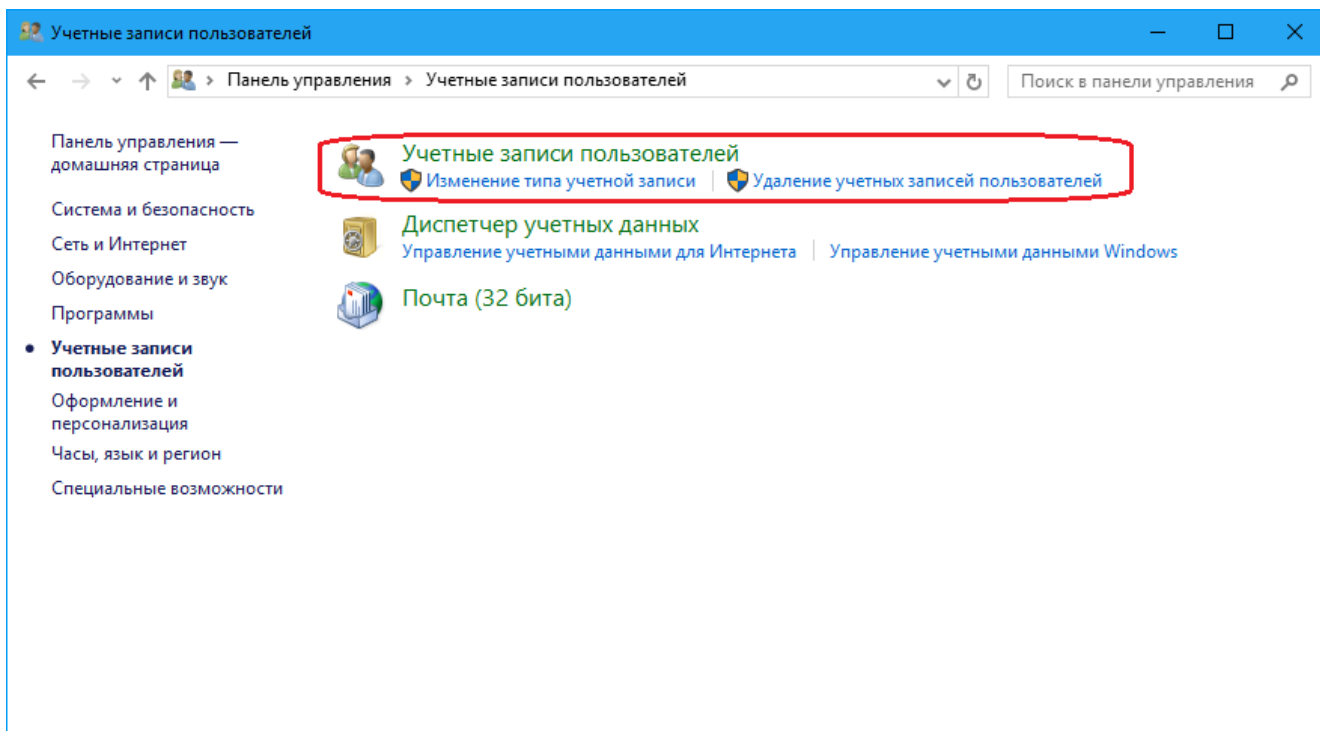 Учетные записи пользователей
Панель управления › Учетные записи пользователей
Поиск в панели управления
Панель управления —
домашняя страница
Система и безопасность
Сеть и Интернет
Оборудование и звук
Программы
Учетные записи
пользователей
Оформление и
персонализация
Часы, язык и регион
Специальные возможности
Учетные записи пользователей
Изменение типа учетной записи
Удаление учетных записей пользователей
Диспетчер учетных данных
Управление учетными данными для Интернета
Управление учетными данными Windows
Почта (32 бита)